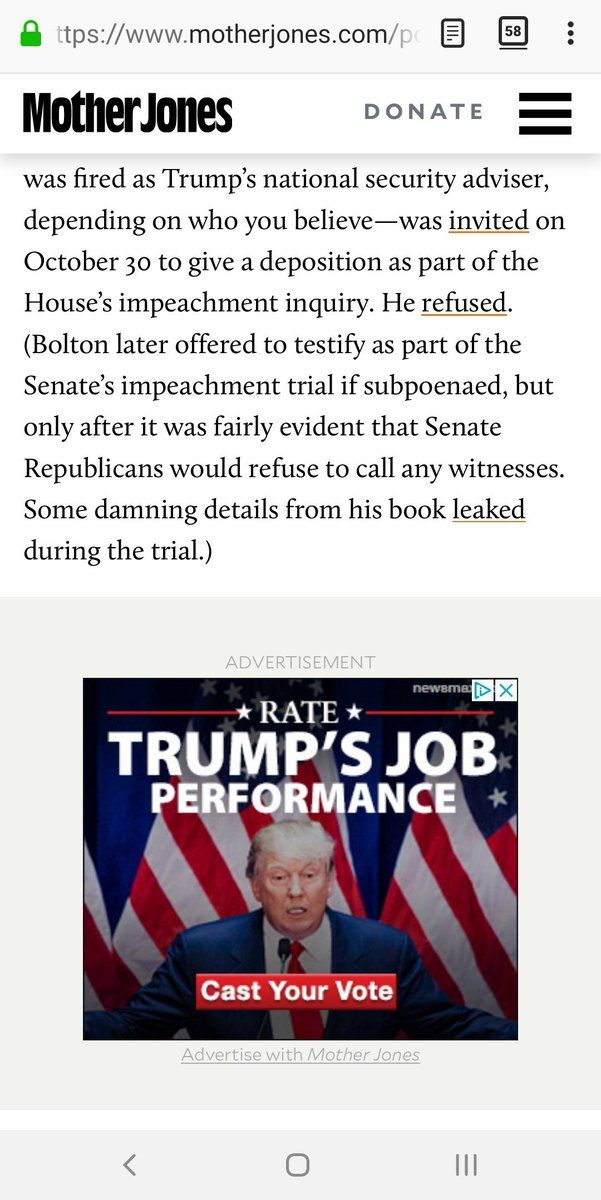 ttps://www.motherjones.com/po
58
Mother Jones
DONATE
was fired as Trump’s national security adviser,
depending on who you believe—was invited on
October 30 to give a deposition as part of the
House’s impeachment inquiry. He refused.
(Bolton later offered to testify as part of the
Senate’s impeachment trial if subpoenaed, but
only after it was fairly evident that Senate
Republicans would refuse to call any witnesses.
Some damning details from his book leaked
during the trial.)
ADVERTISEMENT
newsmax
RATE
TRUMP’S JOB
PERFORMANCE
Cast Your Vote
Advertise with Mother Jones